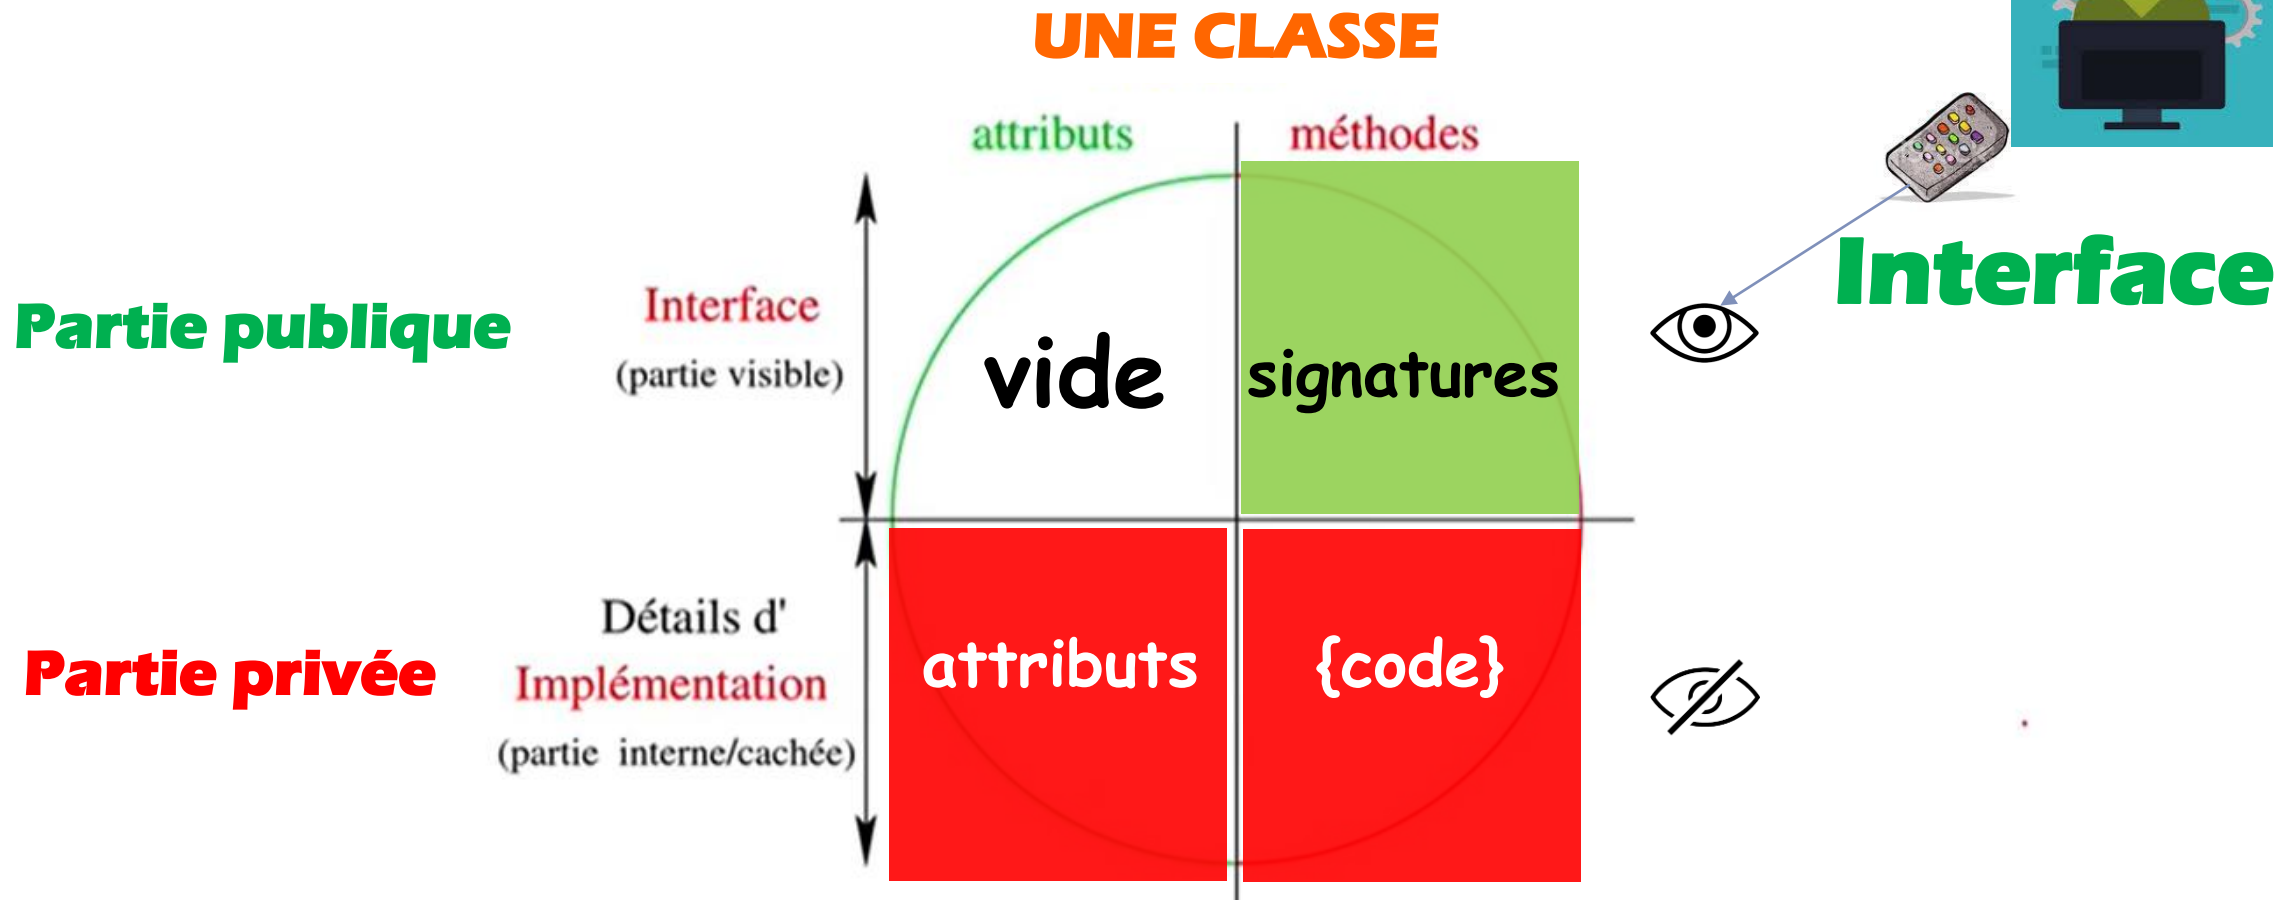 UNE CLASSE
attributs
méthodes
Interface
Partie publique
Interface
(partie visible)
vide
signatures
Partie privée
Détails d'
Implémentation
(partie interne/cachée)
attributs
{code}